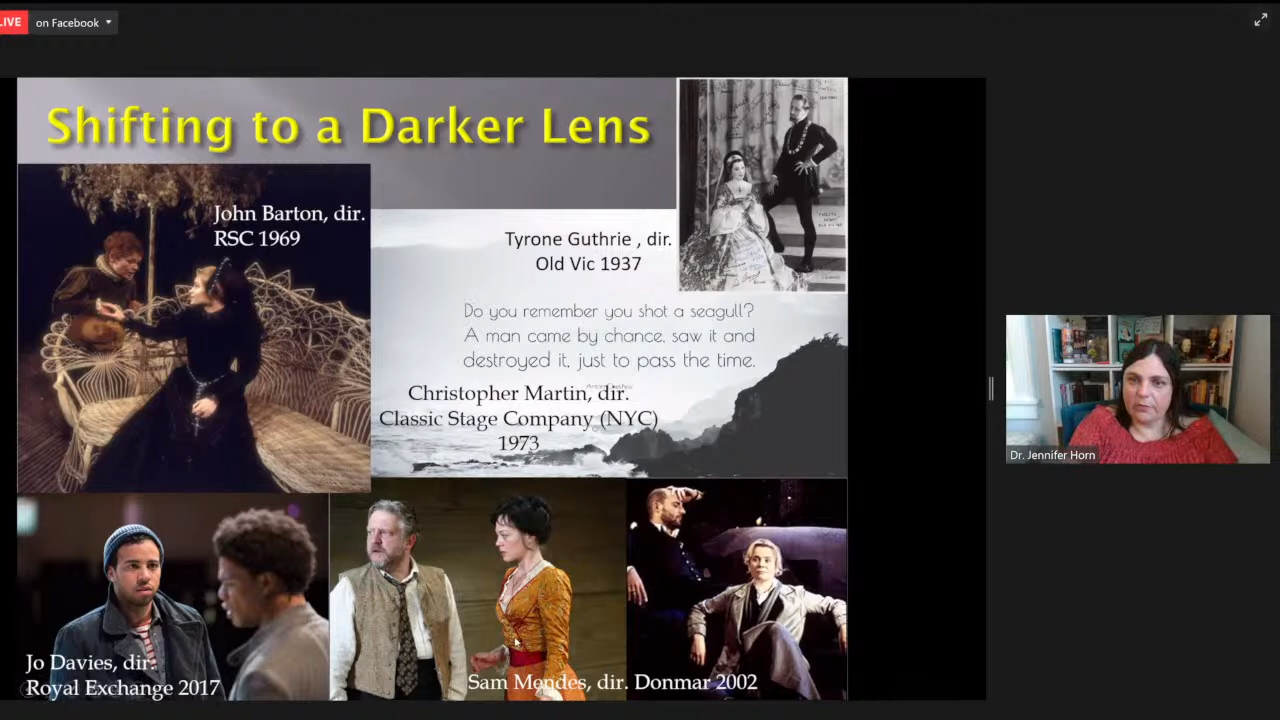 LIVE on Facebook
Shifting to a Darker Lens
John Barton, dir.
RSC 1969
Tyrone Guthrie , dir.
Old Vic 1937
Do you remember you shot a seagull?
A man came by chance, saw it and
destroyed it, just to pass the time.
Christopher Martin, dir.
Classic Stage Company (NYC)
1973
Jo Davies, dir.
Royal Exchange 2017
Sam Mendes, dir. Donmar 2002
Dr. Jennifer Horn